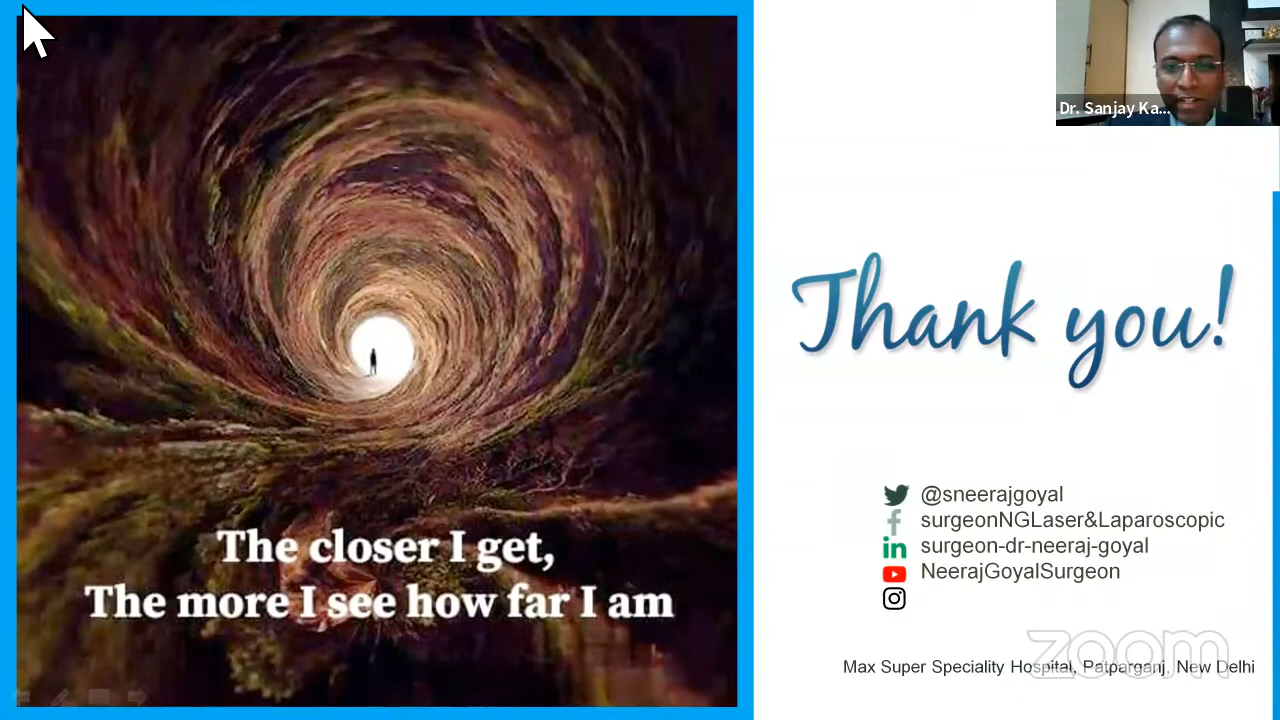 Dr. Sanjay Ka...
Thank you!
The closer I get,
The more I see how far I am
@sneerajgoyal
surgeonNGLaser&Laparoscopic
surgeon-dr-neeraj-goyal
NeerajGoyalSurgeon
zoom
Max Super Speciality Hospital, Patparganj, New Delhi